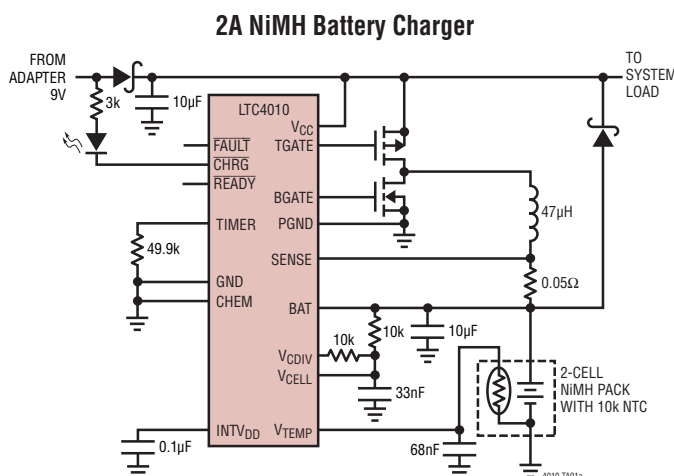 2A NiMH Battery Charger
FROM
ADAPTER
9V
TO
SYSTEM
LOAD
3k
10µF
LTC4010
VCC
FAULT
TGATE
CHRG
READY
BGATE
TIMER
PGND
47µH
49.9k
SENSE
0.05Ω
GND
CHEM
BAT
10k
10k
10µF
VCDIV
VCELL
33nF
2-CELL
NiMH PACK
WITH 10k NTC
INTVDD
VTEMP
0.1µF
68nF
4010 TA01a